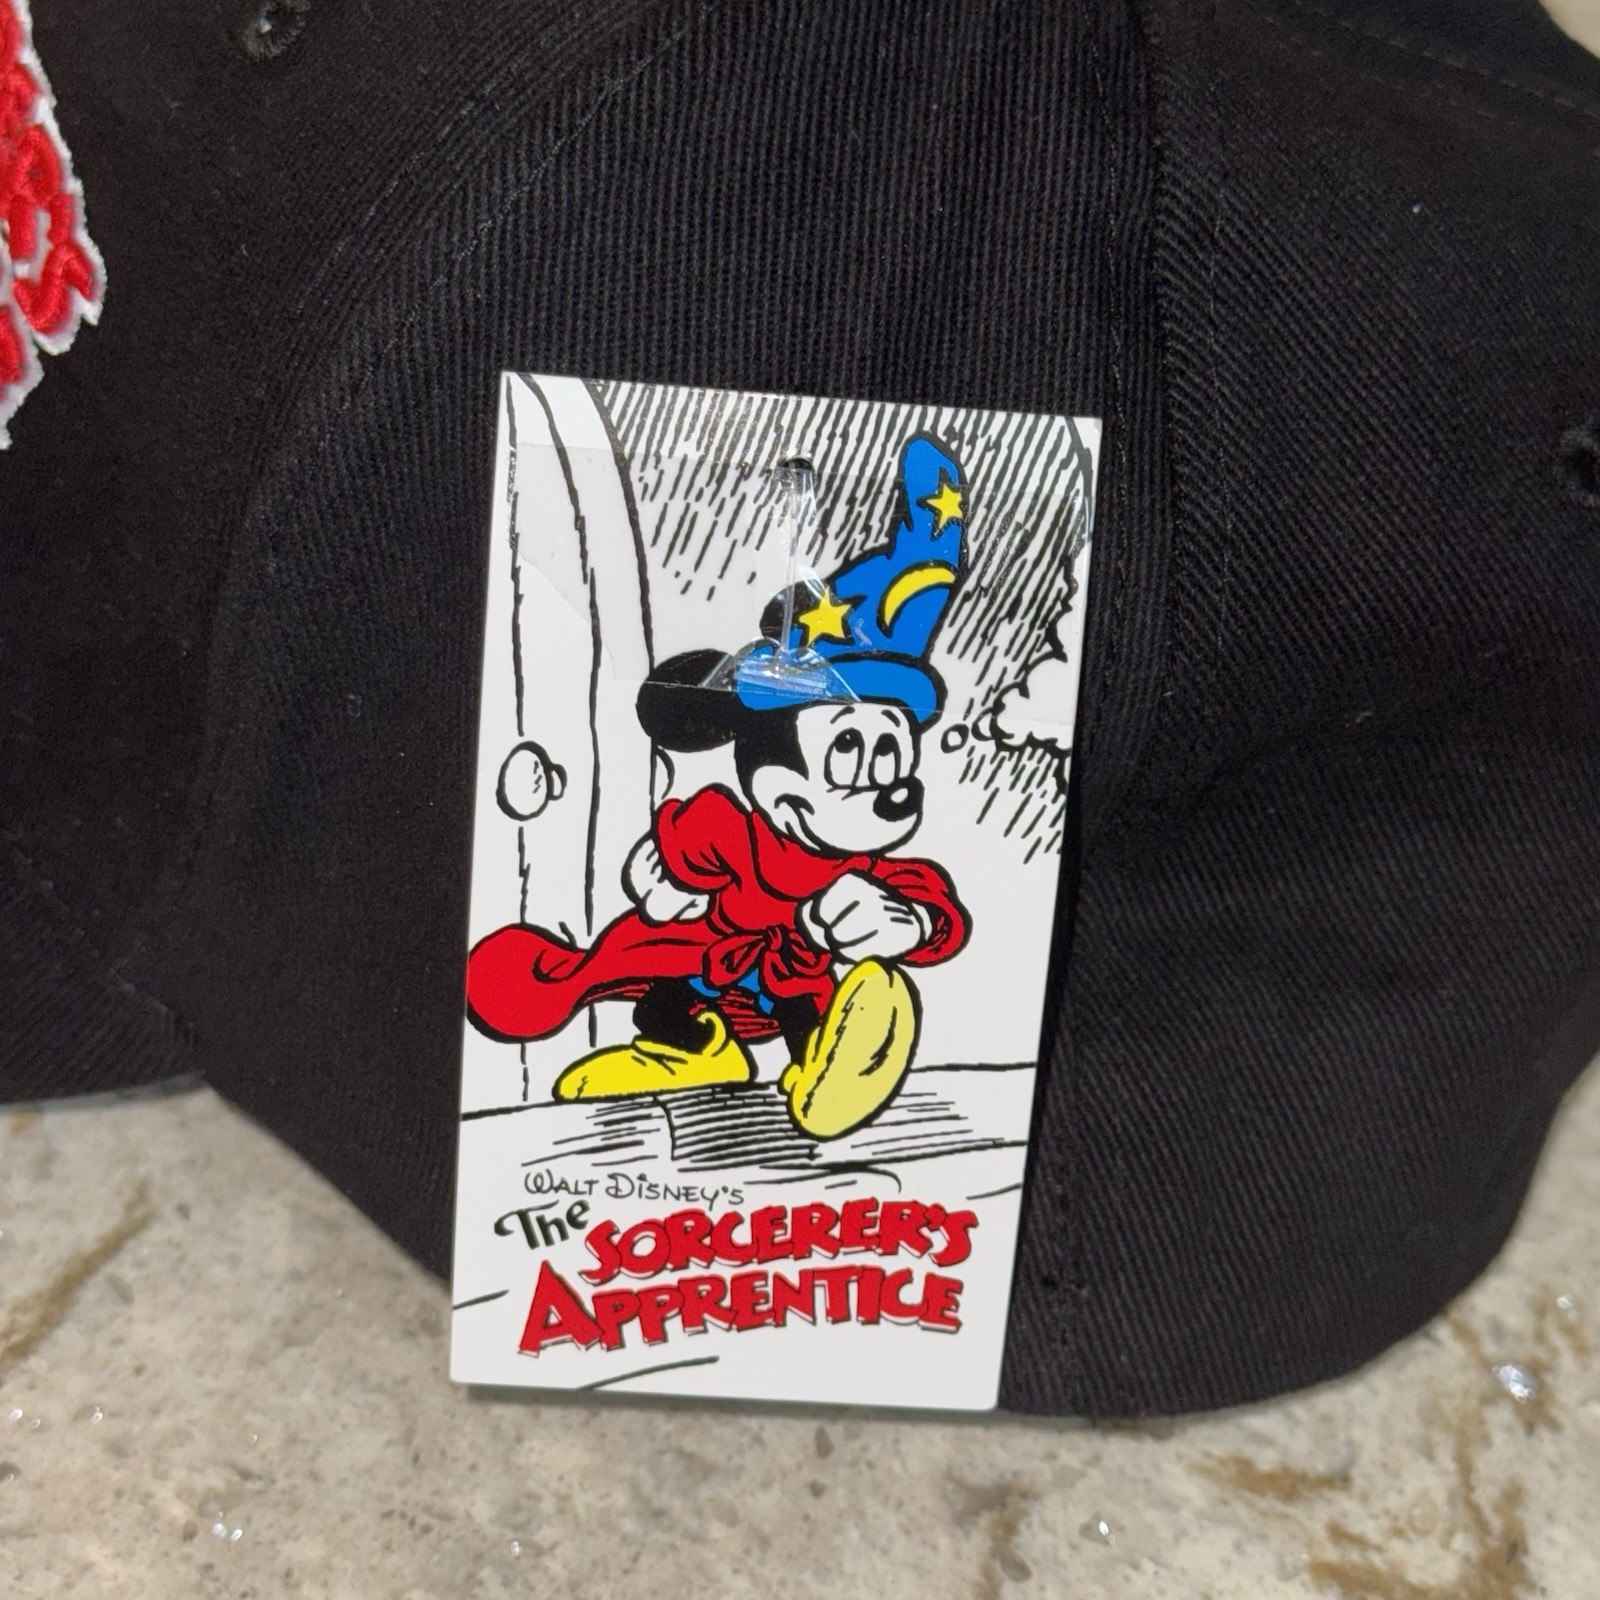 Walt Disney's
The Sorcerer's
Apprentice